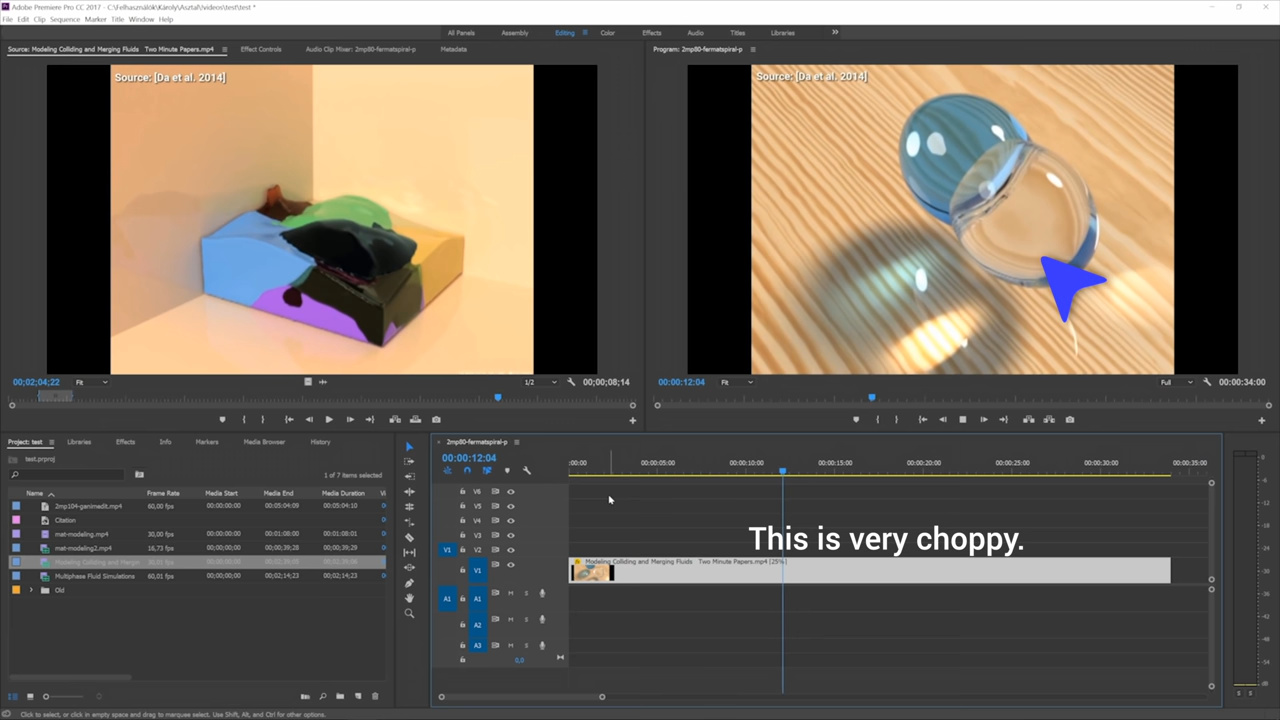 Adobe Premiere Pro CC 2017 - C:\Felhasználók\Károly\Asztal\videos\test\test *
File Edit Clip Sequence Marker Title Window Help
All Panels Assembly Editing Color Effects Audio Titles Libraries
Source: Modeling Colliding and Merging Fluids Two Minute Papers.mp4 Effect Controls Audio Clip Mixer: 2mp80-fermatspiral-p Metadata
Program: 2mp80-fermatspiral-p
Source: [Da et al. 2014]
Source: [Da et al. 2014]
00;02;04;22 Fit 1/2 00;00;08;14
00:00:12:04 Fit Full 00:00:34:00
Project: test Libraries Effects Info Markers Media Browser History
test.prproj
1 of 7 items selected
Name Frame Rate Media Start Media End Media Duration
2mp104-ganimedit.mp4 60,00 fps 00:00:00:00 00:05:04:09 00:05:04:10
Citation
mat-modeling.mp4 30,00 fps 00:00:00:00 00:01:08:00 00:01:08:01
mat-modeling2.mp4 16,73 fps 00;00;00;00 00;00;39;28 00;00;39;29
Modeling Colliding and Mergin
Multiphase Fluid Simulations 60,01 fps 00;00;00;00 00;02;14;23 00;02;14;23
Old
2mp80-fermatspiral-p
00:00:12:04
:00:00 00:00:05:00 00:00:10:00 00:00:15:00 00:00:20:00 00:00:25:00 00:00:30:00 00:00:35:00
V6
V5
V4
V3
V1 V2
This is very choppy.
V1
Modeling Colliding and Merging Fluids Two Minute Papers.mp4 [25%]
A1 A1 M S
A2 M S
A3 M S
0,0
S S
Click to select, or click in empty space and drag to marquee select. Use Shift, Alt, and Ctrl for other options.